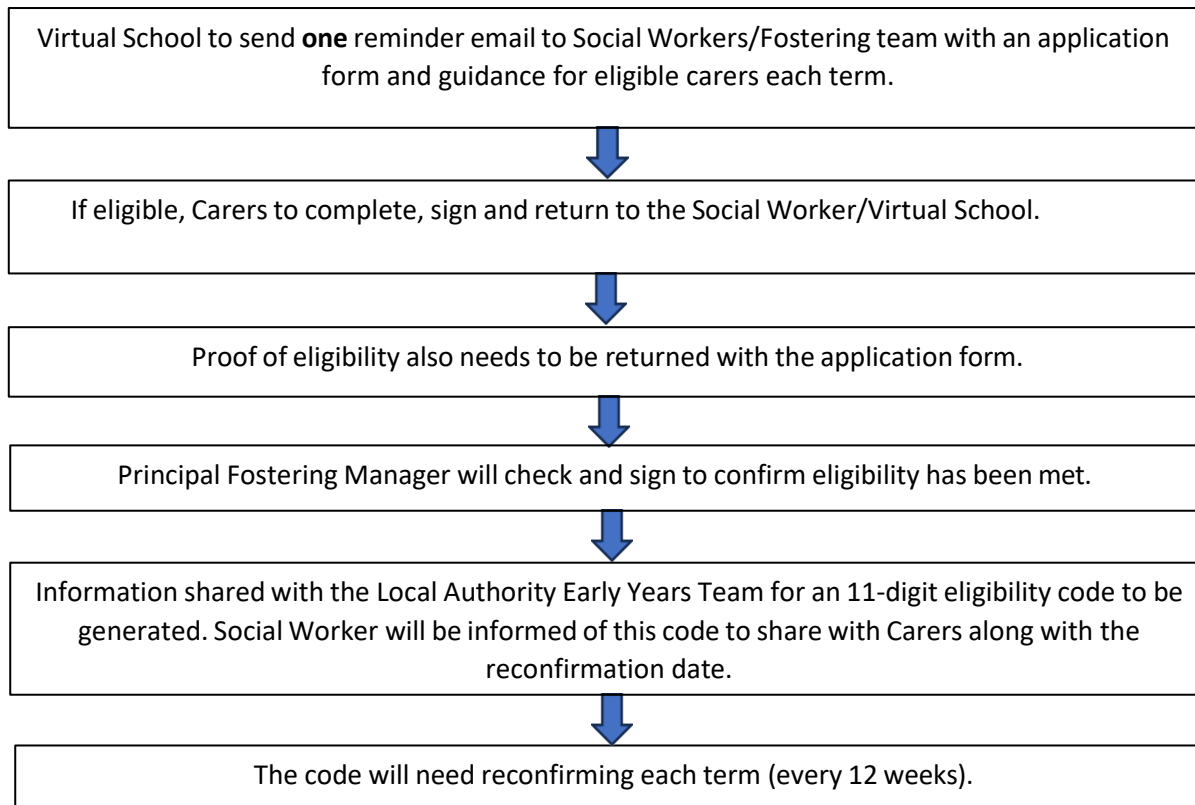 Virtual School to send one reminder email to Social Workers/Fostering team with an application
form and guidance for eligible carers each term.
If eligible, Carers to complete, sign and return to the Social Worker/Virtual School.
Proof of eligibility also needs to be returned with the application form.
Principal Fostering Manager will check and sign to confirm eligibility has been met.
Information shared with the Local Authority Early Years Team for an 11-digit eligibility code to be
generated. Social Worker will be informed of this code to share with Carers along with the
reconfirmation date.
The code will need reconfirming each term (every 12 weeks).